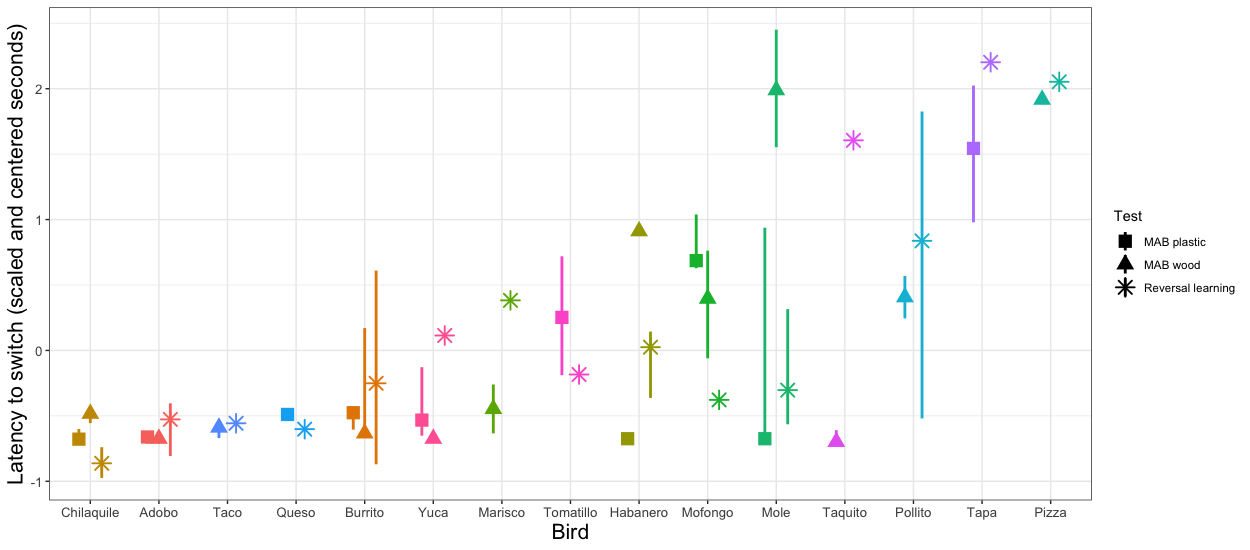 Latency to switch (scaled and centered seconds)
2
1
0
-1
Chilaquile Adobo Taco Queso Burrito Yuca Marisco Tomatillo Habanero Mofongo Mole Taquito Pollito Tapa Pizza
Bird
Test
MAB plastic
MAB wood
Reversal learning